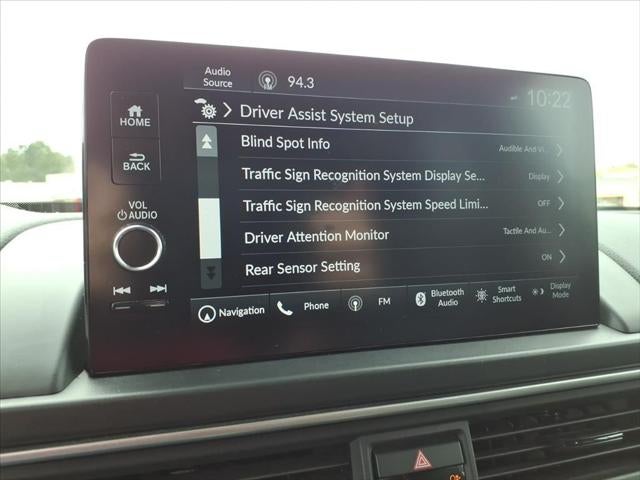 Audio
Source
94.3
10:22
HOME
Driver Assist System Setup
BACK
Blind Spot Info
Audible And Vi...
Traffic Sign Recognition System Display Se...
Display
VOL
AUDIO
Traffic Sign Recognition System Speed Limi...
OFF
Driver Attention Monitor
Tactile And Au...
Rear Sensor Setting
ON
Navigation
Phone
FM
Bluetooth
Audio
Smart
Shortcuts
Display
Mode